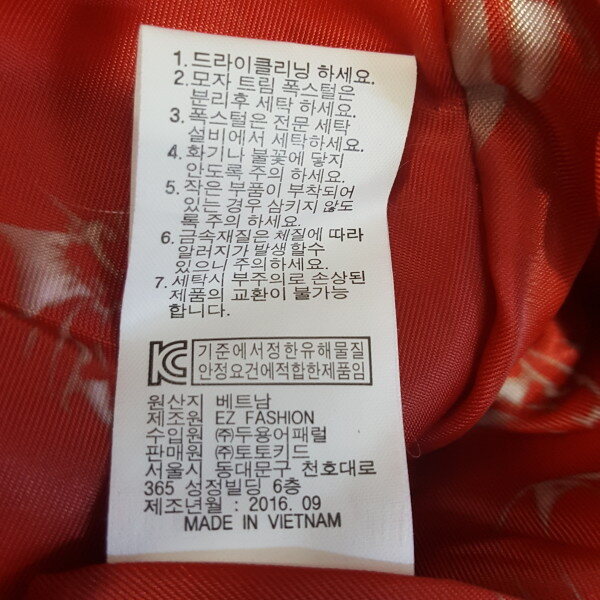 1. 드라이클리닝 하세요.
2. 모자 트림 폭스털은
분리후 세탁 하세요.
3. 폭스털은 전문 세탁
설비에서 세탁하세요.
4. 화기나 불꽃에 닿지
안도록 주의 하세요.
5. 작은 부품이 부착되어
있는 경우 삼키지 않도
록 주의 하세요.
6. 금속재질은 체질에 따라
알러지가 발생할수
있으니 주의하세요.
7. 세탁시 부주의로 손상된
제품의 교환이 불가능
합니다.
KC 기준에서정한유해물질
안정요건에적합한제품임
원산지 베트남
제조원 EZ FASHION
수입원 ㈜두용어패럴
판매원 ㈜토토키드
서울시 동대문구 천호대로
365 성정빌딩 6층
제조년월 : 2016. 09
MADE IN VIETNAM